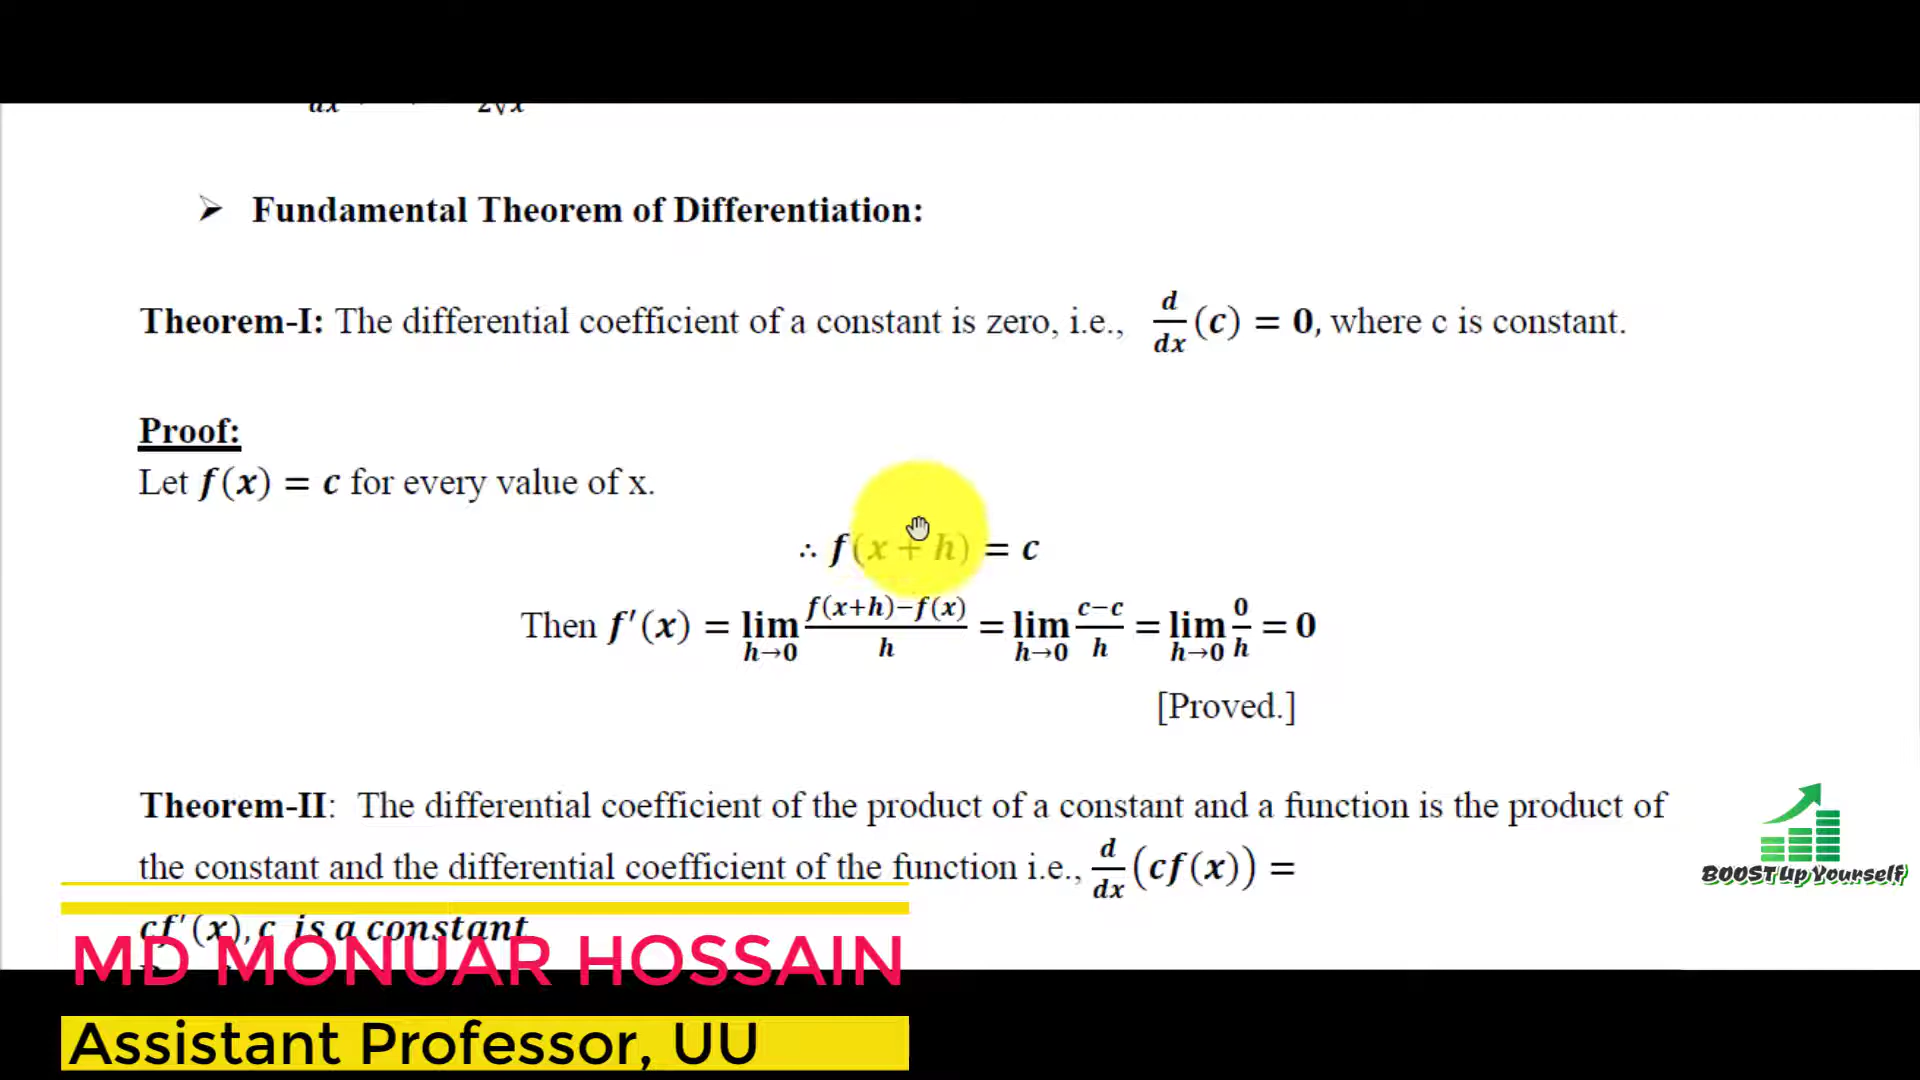 ➢ Fundamental Theorem of Differentiation:
Theorem-I: The differential coefficient of a constant is zero, i.e., d/dx (c) = 0, where c is constant.
Proof:
Let f(x) = c for every value of x.
∴ f(x + h) = c
Then f′(x) = lim h→0 f(x+h)−f(x)/h = lim h→0 c−c/h = lim h→0 0/h = 0
[Proved.]
Theorem-II: The differential coefficient of the product of a constant and a function is the product of
the constant and the differential coefficient of the function i.e., d/dx (cf(x)) =
cf′(x), c is a constant
BOOST Up Yourself
MD MONUAR HOSSAIN
Assistant Professor, UU